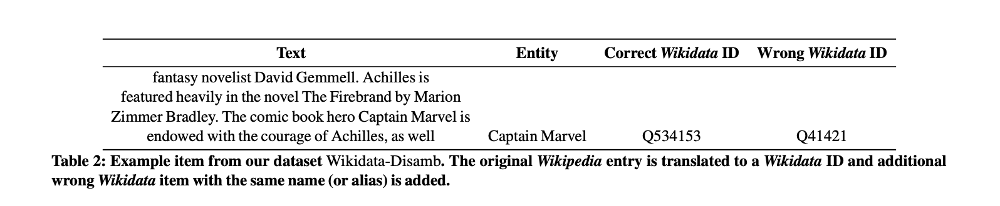 Text Entity Correct Wikidata ID Wrong Wikidata ID
fantasy novelist David Gemmell. Achilles is
featured heavily in the novel The Firebrand by Marion
Zimmer Bradley. The comic book hero Captain Marvel is
endowed with the courage of Achilles, as well Captain Marvel Q534153 Q41421
Table 2: Example item from our dataset Wikidata-Disamb. The original Wikipedia entry is translated to a Wikidata ID and additional
wrong Wikidata item with the same name (or alias) is added.